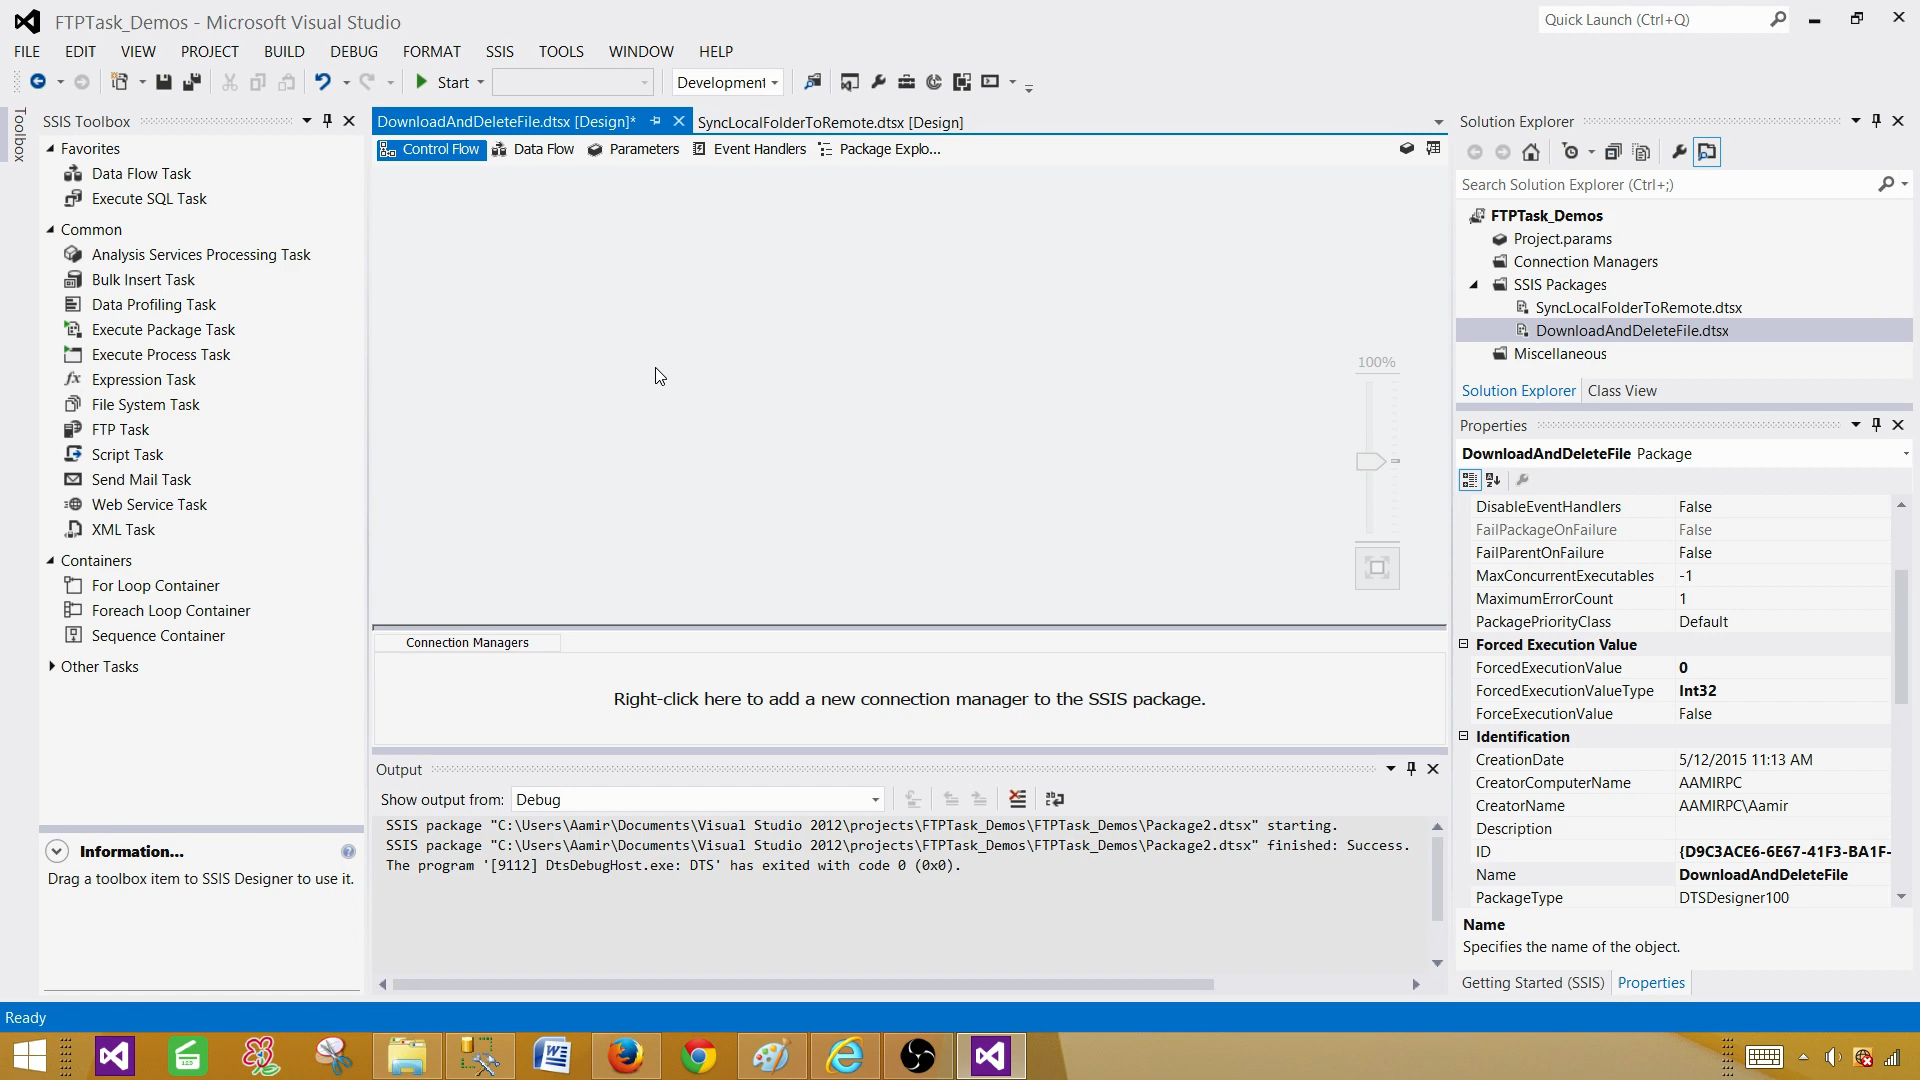 FTPTask_Demos - Microsoft Visual Studio
Quick Launch (Ctrl+Q)
FILE EDIT VIEW PROJECT BUILD DEBUG FORMAT SSIS TOOLS WINDOW HELP
Start
Development
Toolbox
SSIS Toolbox
Favorites
Data Flow Task
Execute SQL Task
Common
Analysis Services Processing Task
Bulk Insert Task
Data Profiling Task
Execute Package Task
Execute Process Task
Expression Task
File System Task
FTP Task
Script Task
Send Mail Task
Web Service Task
XML Task
Containers
For Loop Container
Foreach Loop Container
Sequence Container
Other Tasks
Information...
Drag a toolbox item to SSIS Designer to use it.
DownloadAndDeleteFile.dtsx [Design]* SyncLocalFolderToRemote.dtsx [Design]
Control Flow Data Flow Parameters Event Handlers Package Explo...
100%
Connection Managers
Right-click here to add a new connection manager to the SSIS package.
Output
Show output from: Debug
SSIS package "C:\Users\Aamir\Documents\Visual Studio 2012\projects\FTPTask_Demos\FTPTask_Demos\Package2.dtsx" starting.
SSIS package "C:\Users\Aamir\Documents\Visual Studio 2012\projects\FTPTask_Demos\FTPTask_Demos\Package2.dtsx" finished: Success.
The program '[9112] DtsDebugHost.exe: DTS' has exited with code 0 (0x0).
Solution Explorer
Search Solution Explorer (Ctrl+;)
FTPTask_Demos
Project.params
Connection Managers
SSIS Packages
SyncLocalFolderToRemote.dtsx
DownloadAndDeleteFile.dtsx
Miscellaneous
Solution Explorer Class View
Properties
DownloadAndDeleteFile Package
DisableEventHandlers False
FailPackageOnFailure False
FailParentOnFailure False
MaxConcurrentExecutables -1
MaximumErrorCount 1
PackagePriorityClass Default
Forced Execution Value
ForcedExecutionValue 0
ForcedExecutionValueType Int32
ForceExecutionValue False
Identification
CreationDate 5/12/2015 11:13 AM
CreatorComputerName AAMIRPC
CreatorName AAMIRPC\Aamir
Description
ID {D9C3ACE6-6E67-41F3-BA1F-
Name DownloadAndDeleteFile
PackageType DTSDesigner100
Name
Specifies the name of the object.
Getting Started (SSIS) Properties
Ready